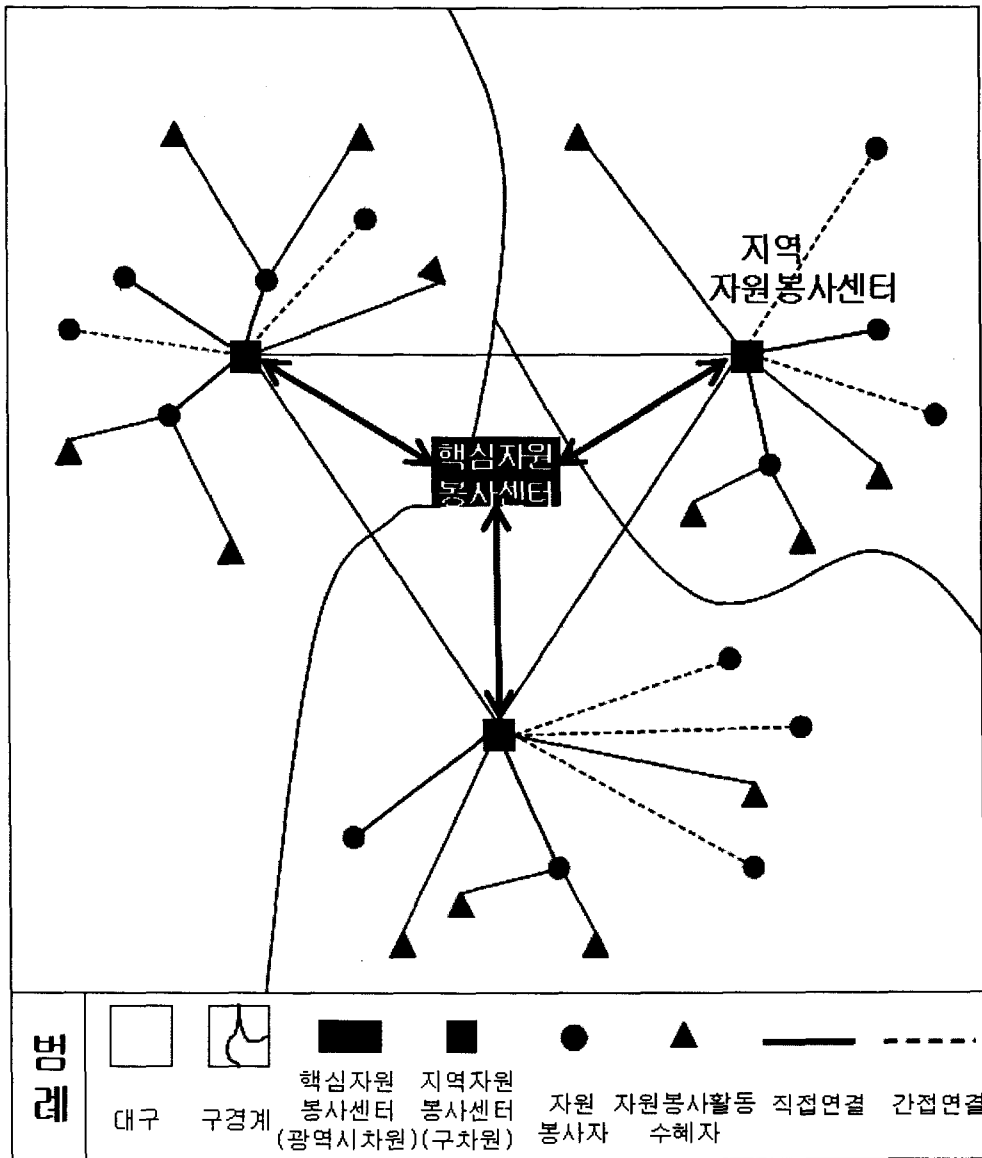 지역
자원봉사센터
핵심자원
봉사센터
범례
대구
구경계
핵심자원
봉사센터
(광역시차원)
지역자원
봉사센터
(구차원)
자원
봉사자
자원봉사활동
수혜자
직접연결
간접연결